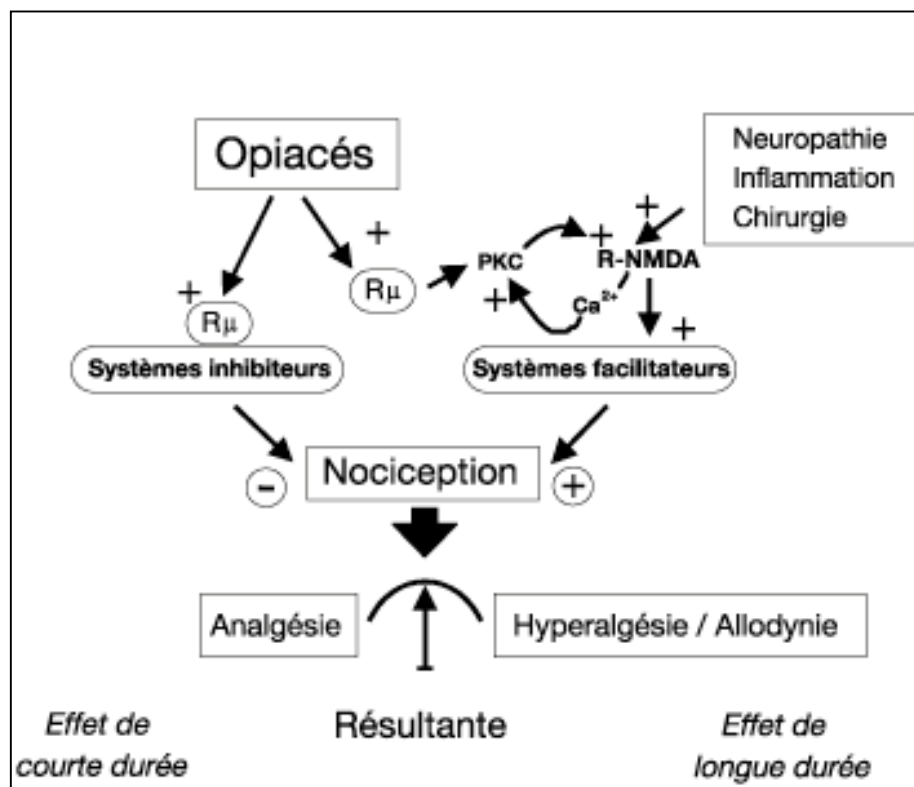 Opiacés
Neuropathie
Inflammation
Chirurgie
+
+
+
+
Rμ
PKC
R-NMDA
Rμ
+
Ca²⁺
+
Systèmes inhibiteurs
Systèmes facilitateurs
-
Nociception
+
Analgésie
Hyperalgésie / Allodynie
Effet de
courte durée
Résultante
Effet de
longue durée